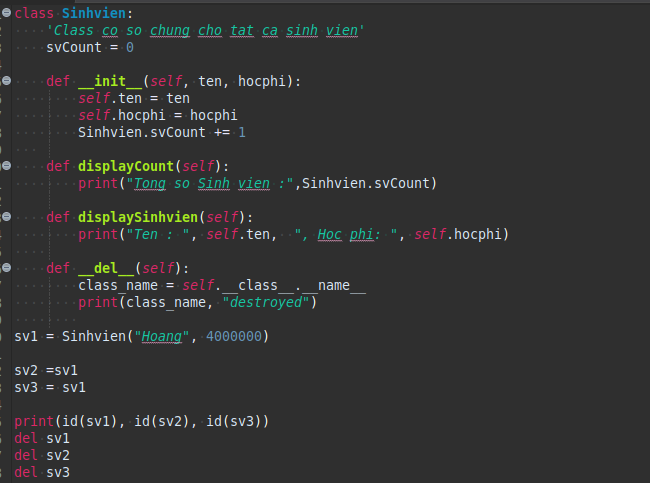 class Sinhvien:
    'Class co so chung cho tat ca sinh vien'
    svCount = 0
    def __init__(self, ten, hocphi):
        self.ten = ten
        self.hocphi = hocphi
        Sinhvien.svCount += 1
    def displayCount(self):
        print("Tong so Sinh vien :",Sinhvien.svCount)
    def displaySinhvien(self):
        print("Ten : ", self.ten,  ", Hoc phi: ", self.hocphi)
    def __del__(self):
        class_name = self.__class__.__name__
        print(class_name, "destroyed")
sv1 = Sinhvien("Hoang", 4000000)
sv2 =sv1
sv3 = sv1
print(id(sv1), id(sv2), id(sv3))
del sv1
del sv2
del sv3